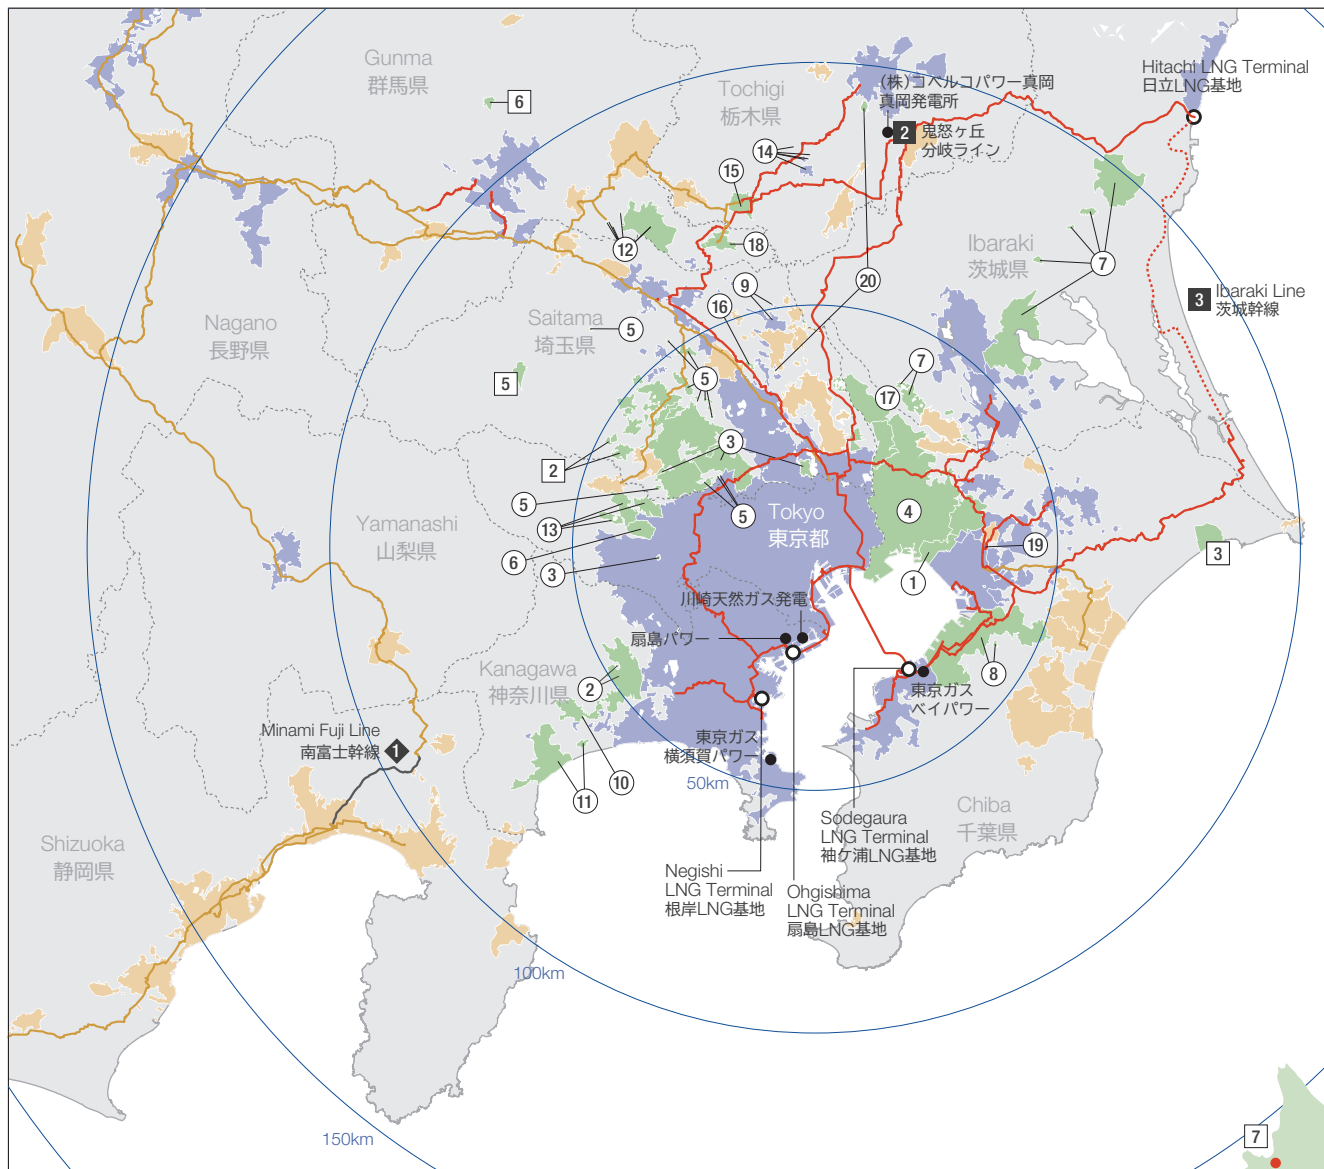 Gunma
群馬県
6
Tochigi
栃木県
(株)コベルコパワー真岡
真岡発電所
2
鬼怒ヶ丘
分岐ライン
Hitachi LNG Terminal
日立LNG基地
14
15
12
18
Ibaraki
茨城県
7
20
9
16
3
Ibaraki Line
茨城幹線
Nagano
長野県
Saitama
埼玉県
5
5
5
7
17
2
3
5
13
6
3
5
Tokyo
東京都
4
19
1
3
Yamanashi
山梨県
川崎天然ガス発電
扇島パワー
Kanagawa
神奈川県
2
8
東京ガス
ベイパワー
Minami Fuji Line
南富士幹線
1
東京ガス
横須賀パワー
10
11
50km
Sodegaura
LNG Terminal
袖ケ浦LNG基地
Chiba
千葉県
Shizuoka
静岡県
Negishi
LNG Terminal
根岸LNG基地
Ohgishima
LNG Terminal
扇島LNG基地
100km
150km
7